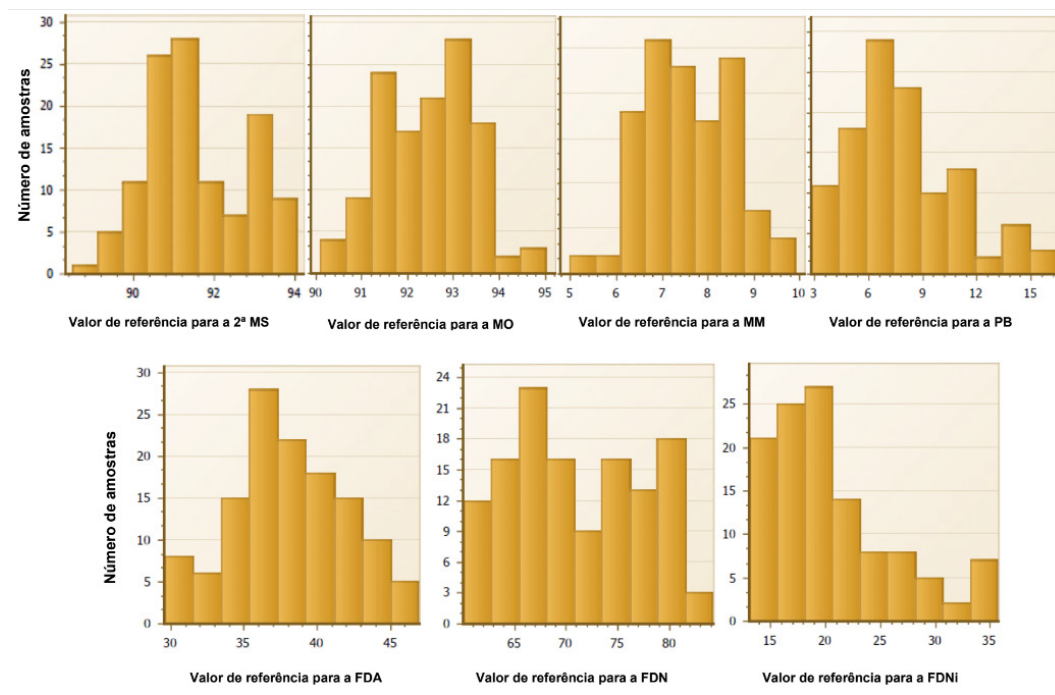 Número de amostras
30
25
20
15
10
5
0
90 92 94
90 91 92 93 94 95
5 6 7 8 9 10
3 6 9 12 15
Valor de referência para a 2ª MS
Valor de referência para a MO
Valor de referência para a MM
Valor de referência para a PB
Número de amostras
30
25
20
15
10
5
0
30 35 40 45
24
21
18
15
12
9
6
3
0
65 70 75 80
25
20
15
10
5
0
15 20 25 30 35
Valor de referência para a FDA
Valor de referência para a FDN
Valor de referência para a FDNi